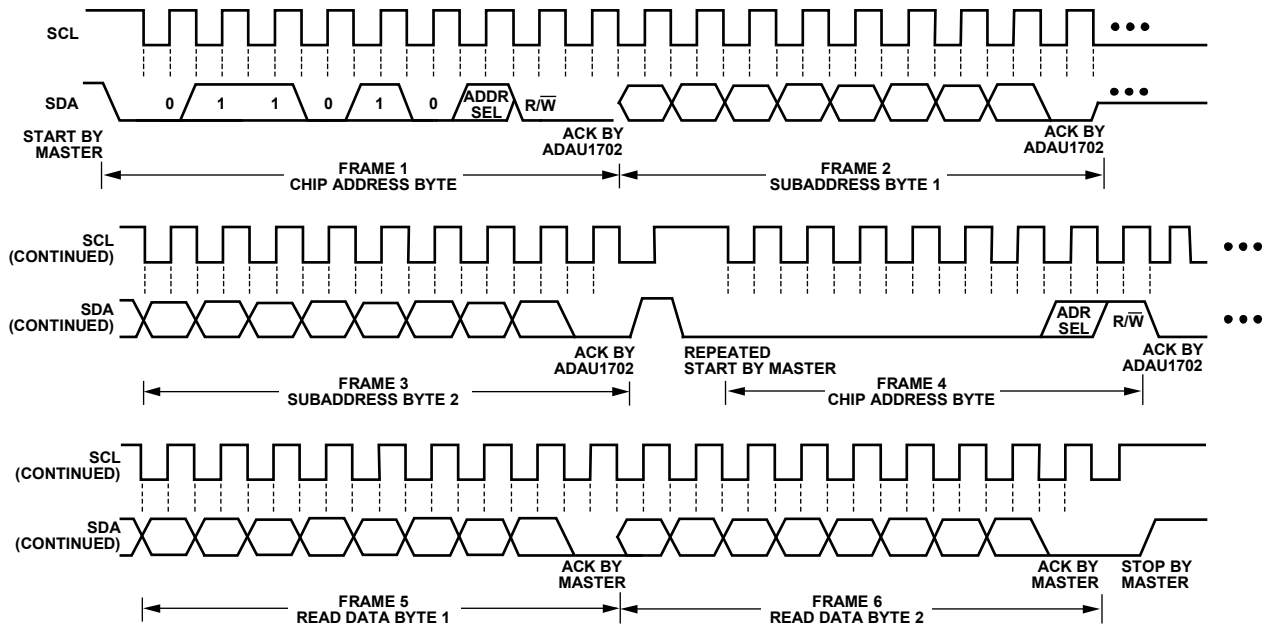 SCL
SDA
0 1 1 0 1 0 ADDR SEL R/W̅
START BY MASTER
ACK BY ADAU1702
ACK BY ADAU1702
FRAME 1
CHIP ADDRESS BYTE
FRAME 2
SUBADDRESS BYTE 1
SCL
(CONTINUED)
SDA
(CONTINUED)
ADR SEL R/W̅
ACK BY ADAU1702
REPEATED
START BY MASTER
ACK BY ADAU1702
FRAME 3
SUBADDRESS BYTE 2
FRAME 4
CHIP ADDRESS BYTE
SCL
(CONTINUED)
SDA
(CONTINUED)
ACK BY MASTER
ACK BY MASTER
STOP BY MASTER
FRAME 5
READ DATA BYTE 1
FRAME 6
READ DATA BYTE 2